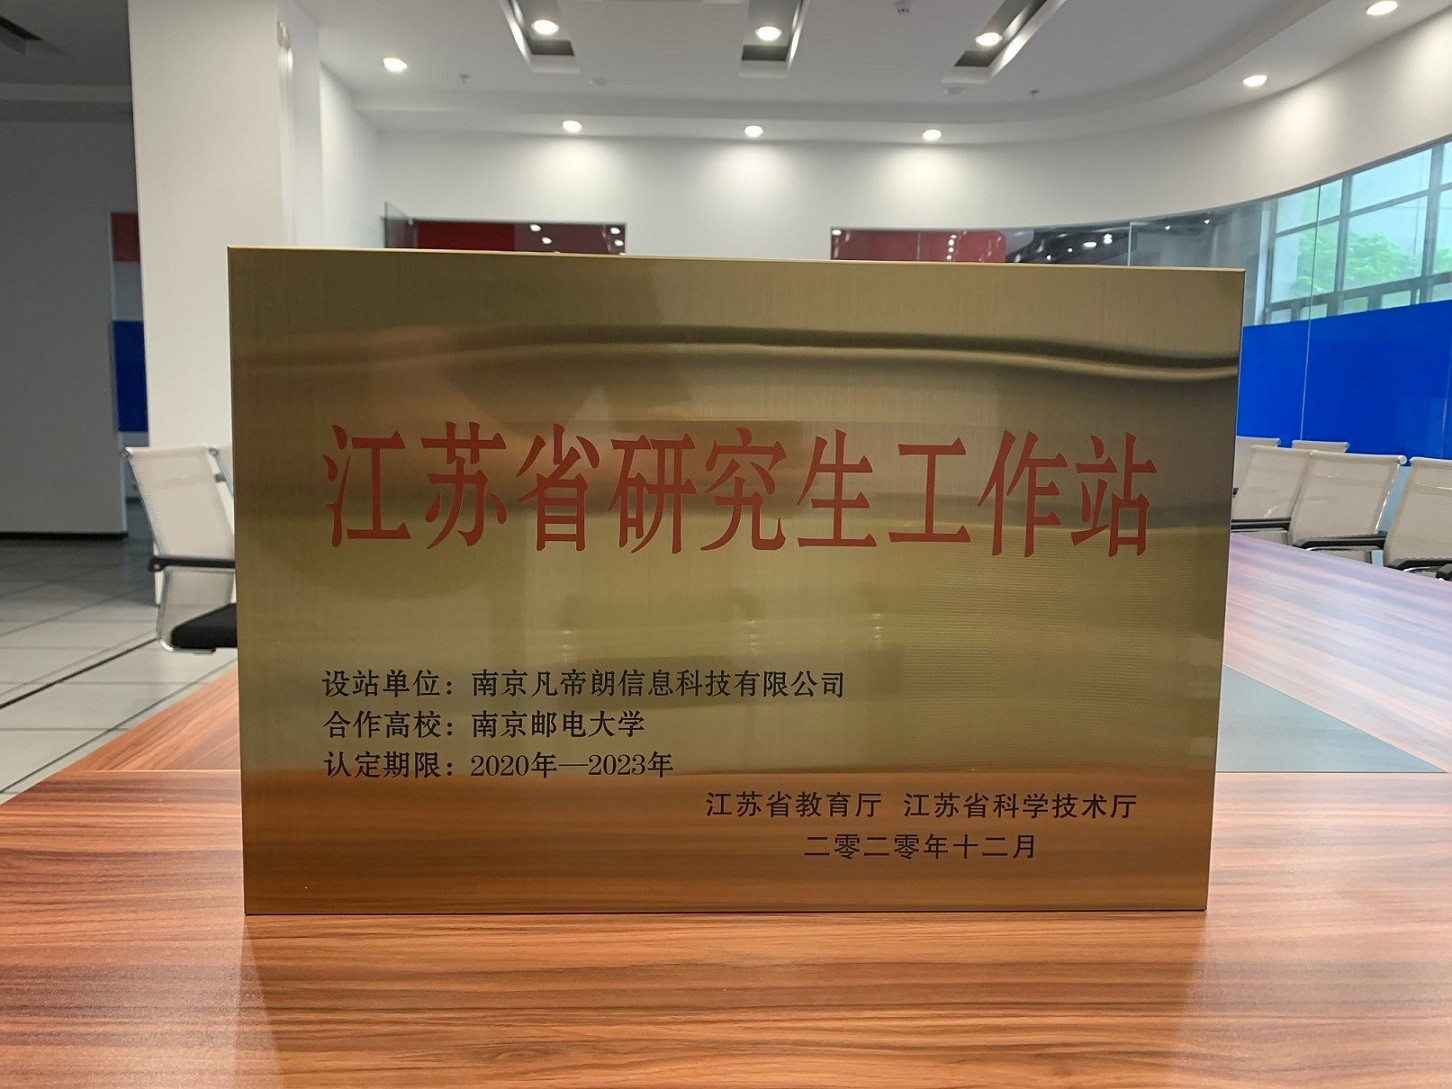 江苏省研究生工作站
设站单位：南京凡帝朗信息科技有限公司
合作高校：南京邮电大学
认定期限：2020年—2023年
江苏省教育厅 江苏省科学技术厅
二零二零年十二月